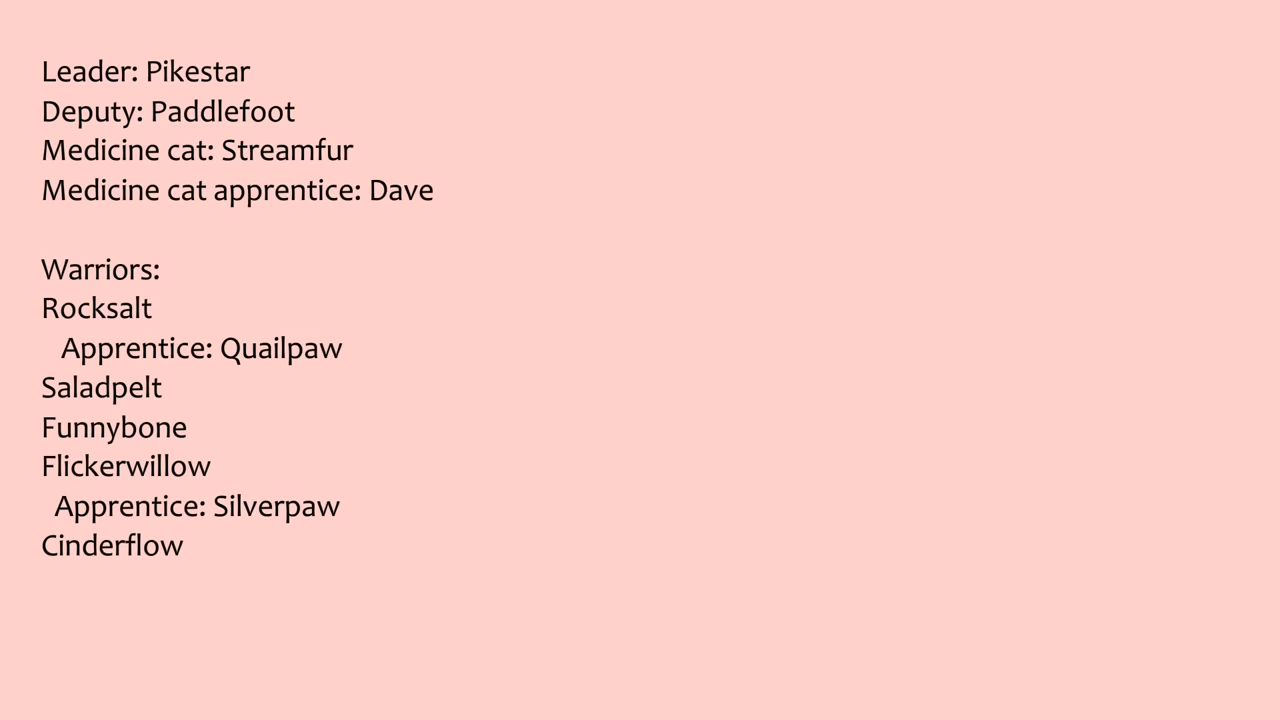 Leader: Pikestar
Deputy: Paddlefoot
Medicine cat: Streamfur
Medicine cat apprentice: Dave
Warriors:
Rocksalt
Apprentice: Quailpaw
Saladpelt
Funnybone
Flickerwillow
Apprentice: Silverpaw
Cinderflow